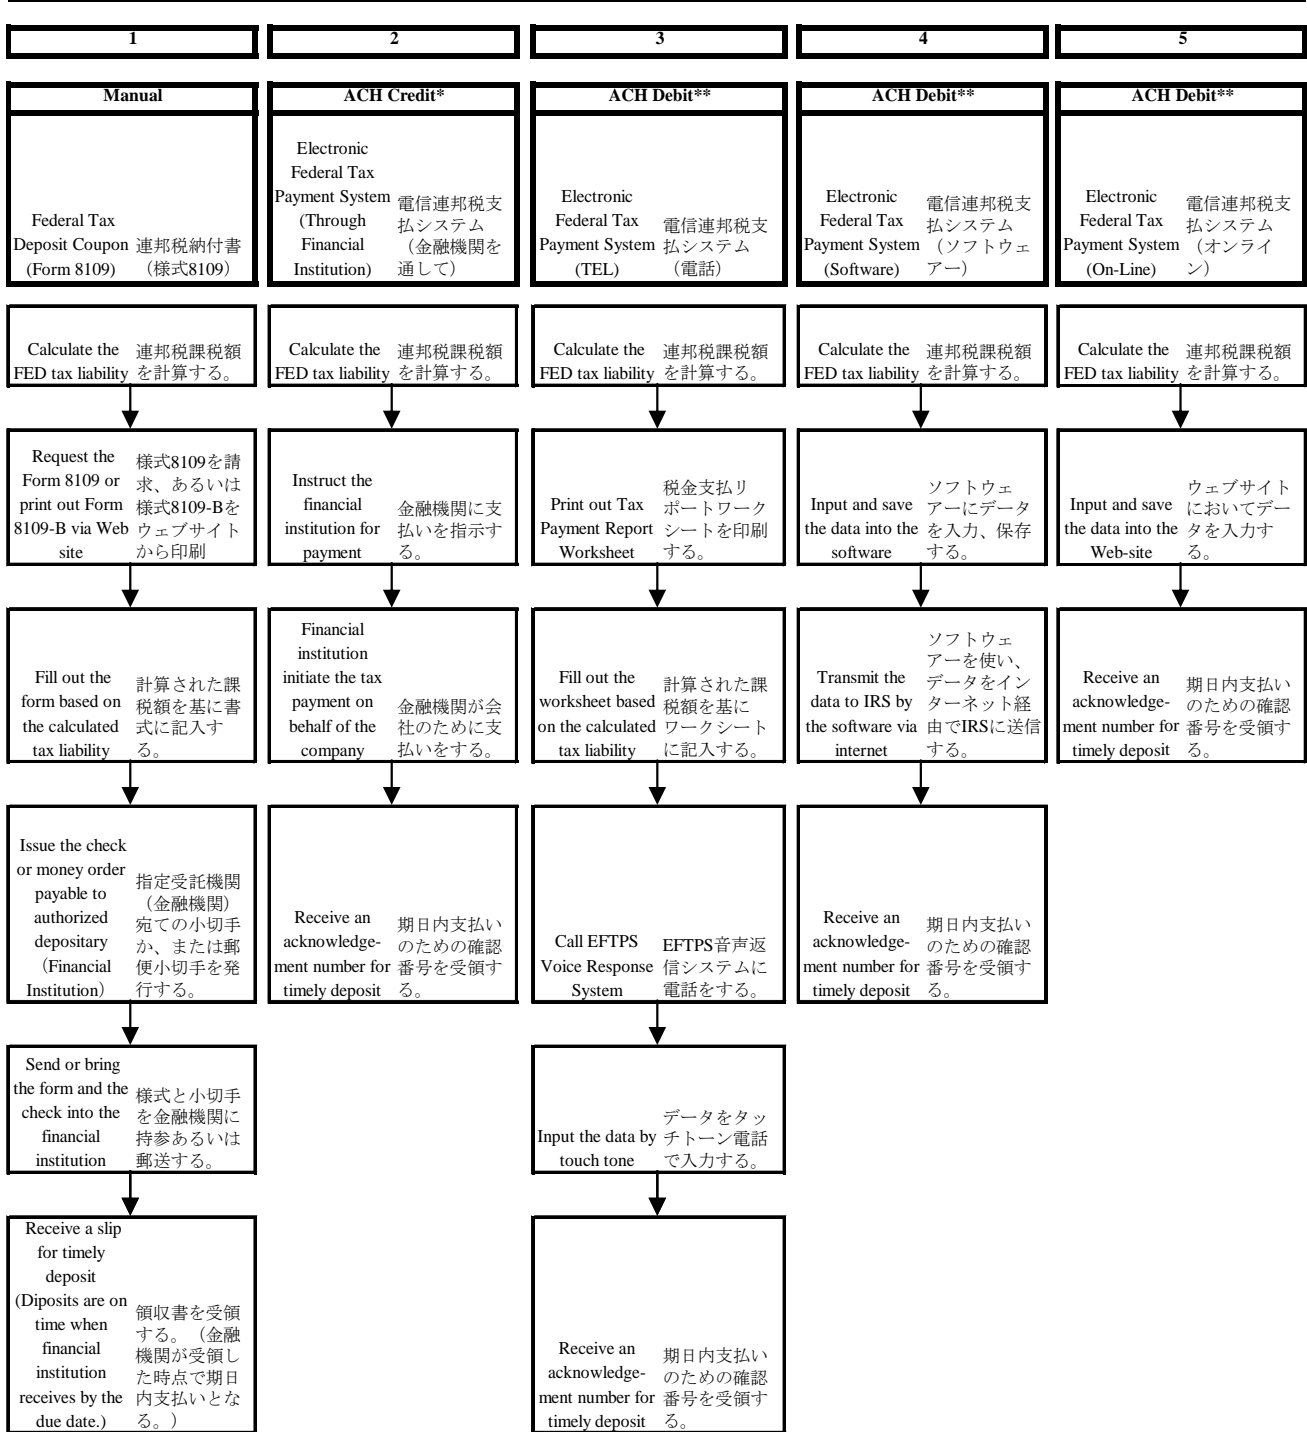 1
2
3
4
5
Manual
ACH Credit*
ACH Debit**
ACH Debit**
ACH Debit**
Federal Tax
Deposit Coupon
(Form 8109)
連邦税納付書
（様式8109）
Electronic
Federal Tax
Payment System
(Through
Financial
Institution)
電信連邦税支
払システム
（金融機関を
通して）
Electronic
Federal Tax
Payment System
(TEL)
電信連邦税支
払システム
（電話）
Electronic
Federal Tax
Payment System
(Software)
電信連邦税支
払システム
（ソフトウェ
アー）
Electronic
Federal Tax
Payment System
(On-Line)
電信連邦税支
払システム
（オンライ
ン）
Calculate the
FED tax liability
連邦税課税額
を計算する。
Calculate the
FED tax liability
連邦税課税額
を計算する。
Calculate the
FED tax liability
連邦税課税額
を計算する。
Calculate the
FED tax liability
連邦税課税額
を計算する。
Calculate the
FED tax liability
連邦税課税額
を計算する。
Request the
Form 8109 or
print out Form
8109-B via Web
site
様式8109を請
求、あるいは
様式8109-Bを
ウェブサイト
から印刷
Instruct the
financial
institution for
payment
金融機関に支
払いを指示す
る。
Print out Tax
Payment Report
Worksheet
税金支払リ
ポートワーク
シートを印刷
する。
Input and save
the data into the
software
ソフトウェ
アーにデータ
を入力、保存
する。
Input and save
the data into the
Web-site
ウェブサイト
においてデー
タを入力す
る。
Fill out the
form based on
the calculated
tax liability
計算された課
税額を基に書
式に記入す
る。
Financial
institution
initiate the tax
payment on
behalf of the
company
金融機関が会
社のために支
払いをする。
Fill out the
worksheet based
on the calculated
tax liability
計算された課
税額を基に
ワークシート
に記入する。
Transmit the
data to IRS by
the software via
internet
ソフトウェ
アーを使い、
データをイン
ターネット経
由でIRSに送信
する。
Receive an
acknowledge-
ment number for
timely deposit
期日内支払い
のための確認
番号を受領す
る。
Issue the check
or money order
payable to
authorized
depositary
（Financial
Institution）
指定受託機関
（金融機関）
宛ての小切手
か、または郵
便小切手を発
行する。
Receive an
acknowledge-
ment number for
timely deposit
期日内支払い
のための確認
番号を受領す
る。
Call EFTPS
Voice Response
System
EFTPS音声返
信システムに
電話をする。
Receive an
acknowledge-
ment number for
timely deposit
期日内支払い
のための確認
番号を受領す
る。
Send or bring
the form and the
check into the
financial
institution
様式と小切手
を金融機関に
持参あるいは
郵送する。
Input the data by
touch tone
データをタッ
チトーン電話
で入力する。
Receive a slip
for timely
deposit
(Diposits are on
time when
financial
institution
receives by the
due date.)
領収書を受領
する。（金融
機関が受領し
た時点で期日
内支払いとな
る。）
Receive an
acknowledge-
ment number for
timely deposit
期日内支払い
のための確認
番号を受領す
る。